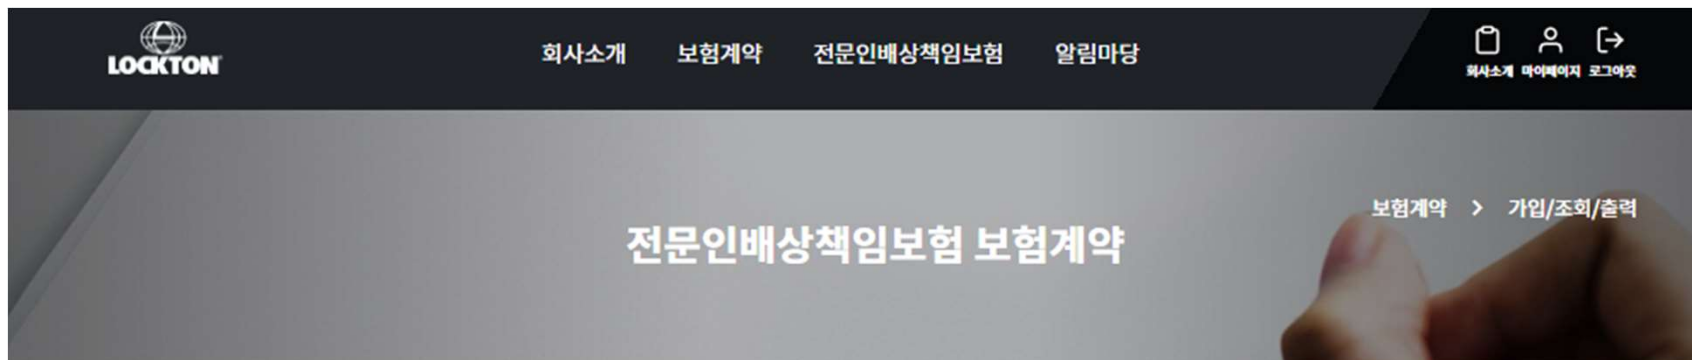 LOCKTON
회사소개 보험계약 전문인배상책임보험 알림마당
회사소개 마이페이지 로그아웃
보험계약 > 가입/조회/출력
전문인배상책임보험 보험계약